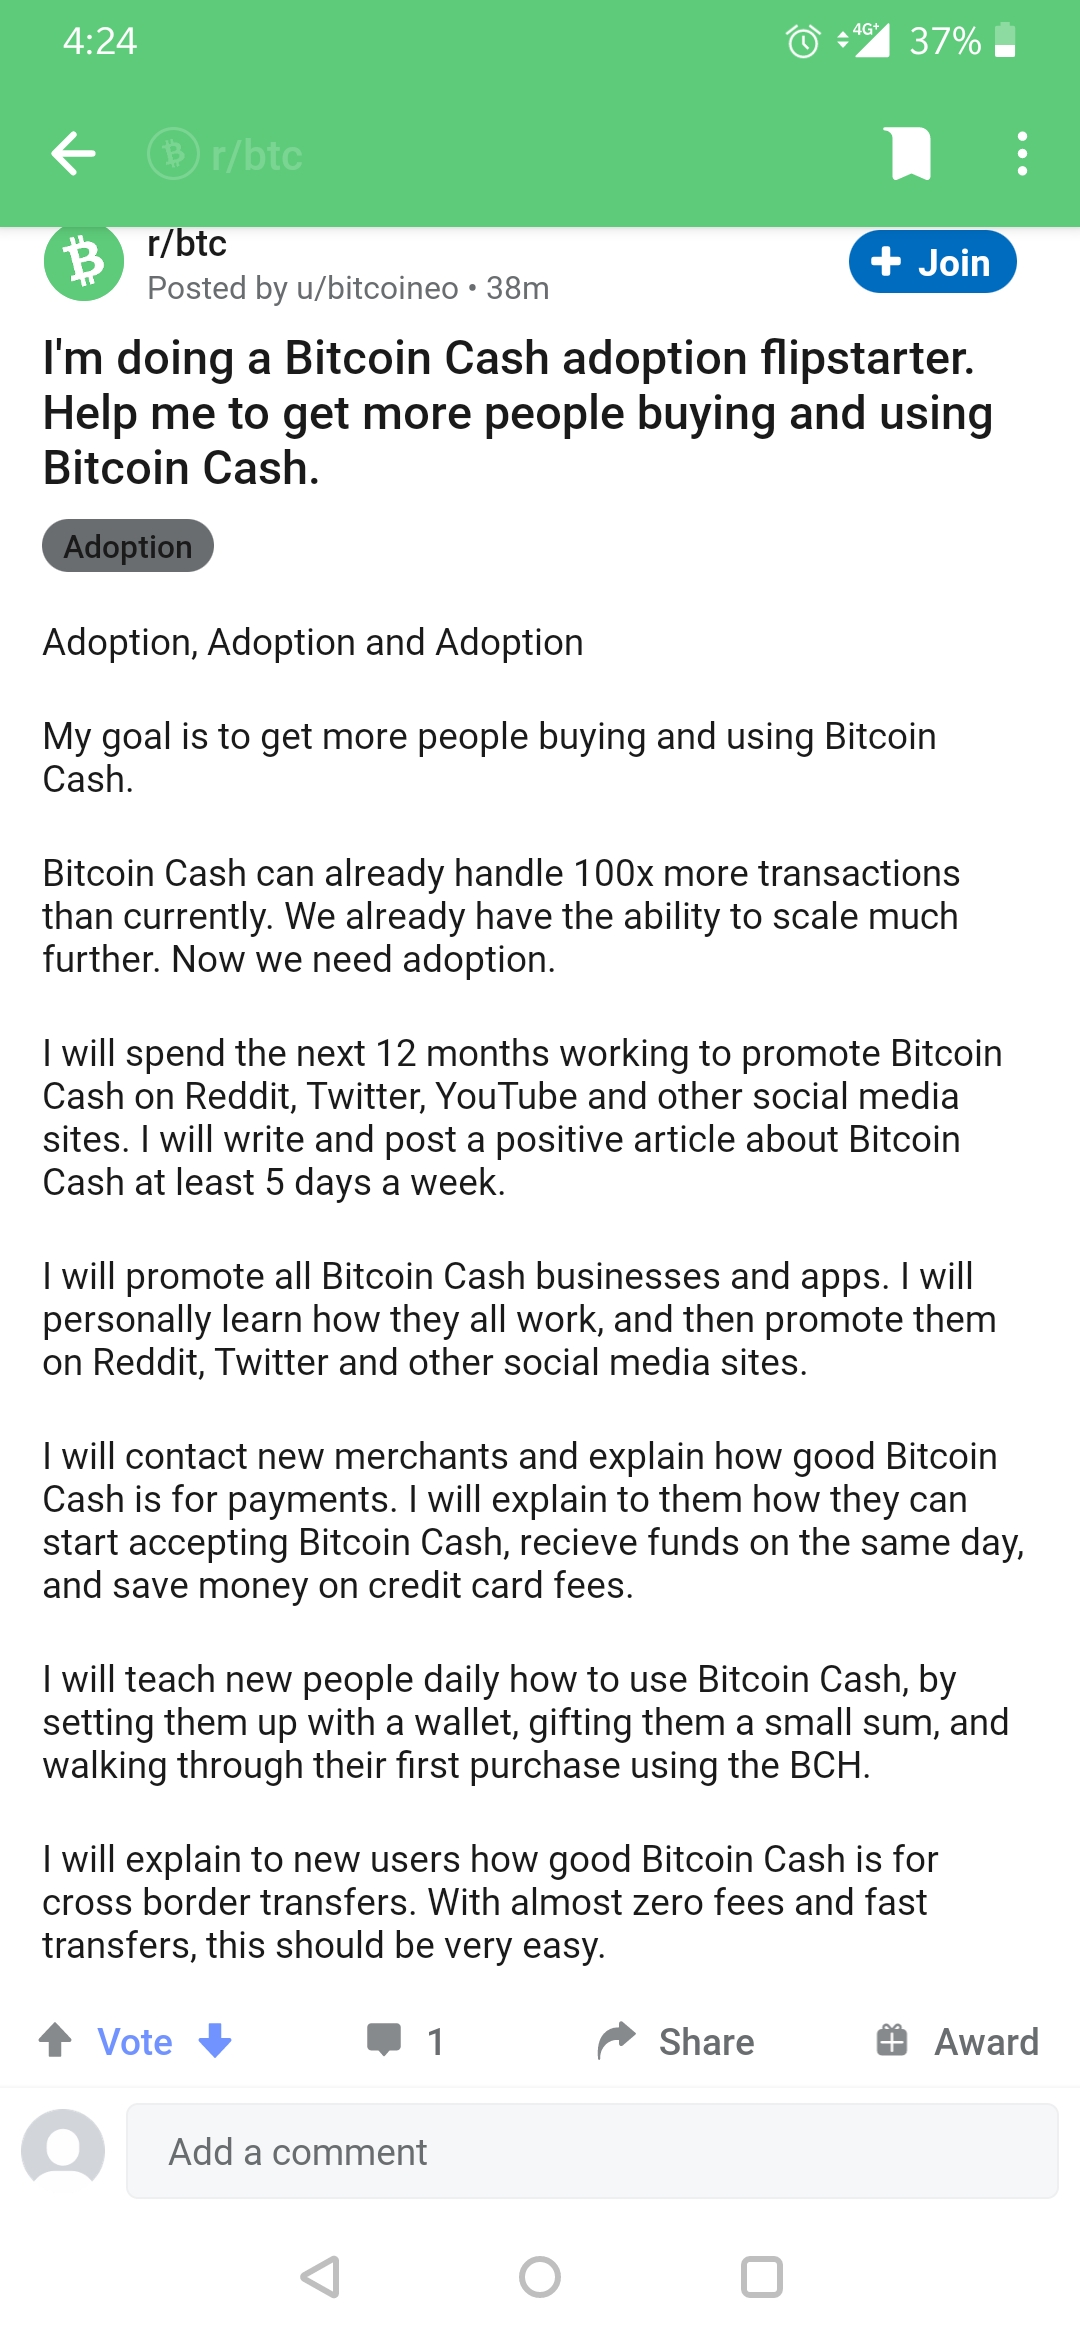 4:24
4G+ 37%
r/btc
r/btc
Posted by u/bitcoineo • 38m
+ Join
I'm doing a Bitcoin Cash adoption flipstarter.
Help me to get more people buying and using
Bitcoin Cash.
Adoption
Adoption, Adoption and Adoption
My goal is to get more people buying and using Bitcoin
Cash.
Bitcoin Cash can already handle 100x more transactions
than currently. We already have the ability to scale much
further. Now we need adoption.
I will spend the next 12 months working to promote Bitcoin
Cash on Reddit, Twitter, YouTube and other social media
sites. I will write and post a positive article about Bitcoin
Cash at least 5 days a week.
I will promote all Bitcoin Cash businesses and apps. I will
personally learn how they all work, and then promote them
on Reddit, Twitter and other social media sites.
I will contact new merchants and explain how good Bitcoin
Cash is for payments. I will explain to them how they can
start accepting Bitcoin Cash, recieve funds on the same day,
and save money on credit card fees.
I will teach new people daily how to use Bitcoin Cash, by
setting them up with a wallet, gifting them a small sum, and
walking through their first purchase using the BCH.
I will explain to new users how good Bitcoin Cash is for
cross border transfers. With almost zero fees and fast
transfers, this should be very easy.
Vote 1 Share Award
Add a comment